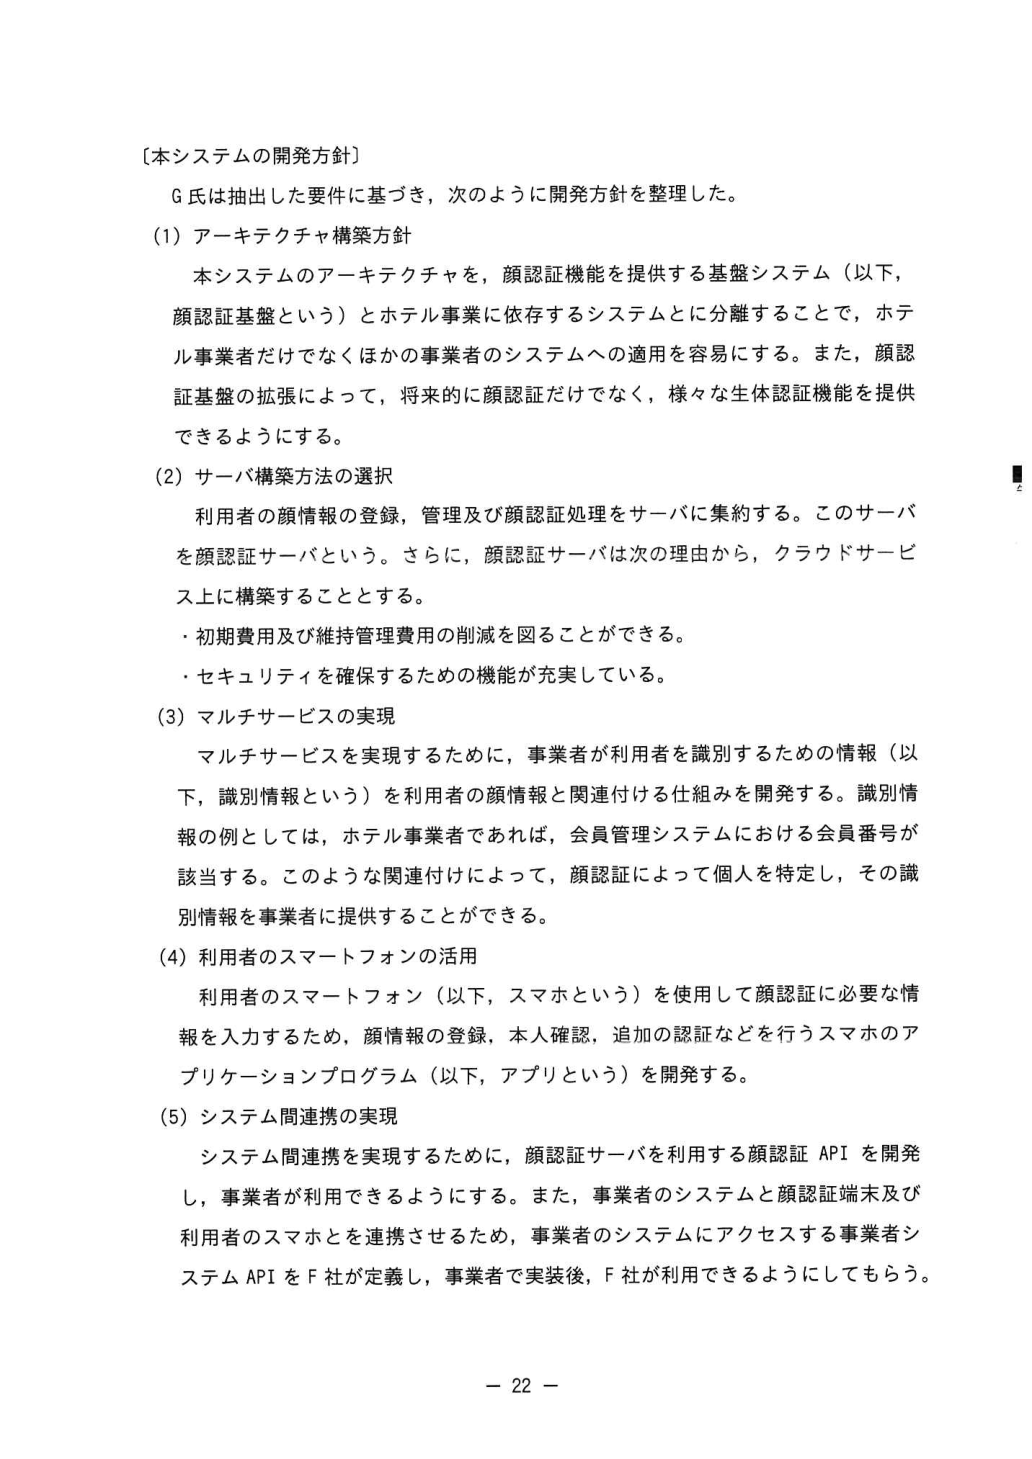 〔本システムの開発方針〕
G 氏は抽出した要件に基づき，次のように開発方針を整理した。
(1) アーキテクチャ構築方針
本システムのアーキテクチャを，顔認証機能を提供する基盤システム（以下，
顔認証基盤という）とホテル事業に依存するシステムとに分離することで，ホテ
ル事業者だけでなくほかの事業者のシステムへの適用を容易にする。また，顔認
証基盤の拡張によって，将来的に顔認証だけでなく，様々な生体認証機能を提供
できるようにする。
(2) サーバ構築方法の選択
利用者の顔情報の登録，管理及び顔認証処理をサーバに集約する。このサーバ
を顔認証サーバという。さらに，顔認証サーバは次の理由から，クラウドサービ
ス上に構築することとする。
・初期費用及び維持管理費用の削減を図ることができる。
・セキュリティを確保するための機能が充実している。
(3) マルチサービスの実現
マルチサービスを実現するために，事業者が利用者を識別するための情報（以
下，識別情報という）を利用者の顔情報と関連付ける仕組みを開発する。識別情
報の例としては，ホテル事業者であれば，会員管理システムにおける会員番号が
該当する。このような関連付けによって，顔認証によって個人を特定し，その識
別情報を事業者に提供することができる。
(4) 利用者のスマートフォンの活用
利用者のスマートフォン（以下，スマホという）を使用して顔認証に必要な情
報を入力するため，顔情報の登録，本人確認，追加の認証などを行うスマホのア
プリケーションプログラム（以下，アプリという）を開発する。
(5) システム間連携の実現
システム間連携を実現するために，顔認証サーバを利用する顔認証 API を開発
し，事業者が利用できるようにする。また，事業者のシステムと顔認証端末及び
利用者のスマホとを連携させるため，事業者のシステムにアクセスする事業者シ
ステム API を F 社が定義し，事業者で実装後，F 社が利用できるようにしてもらう。
－ 22 －